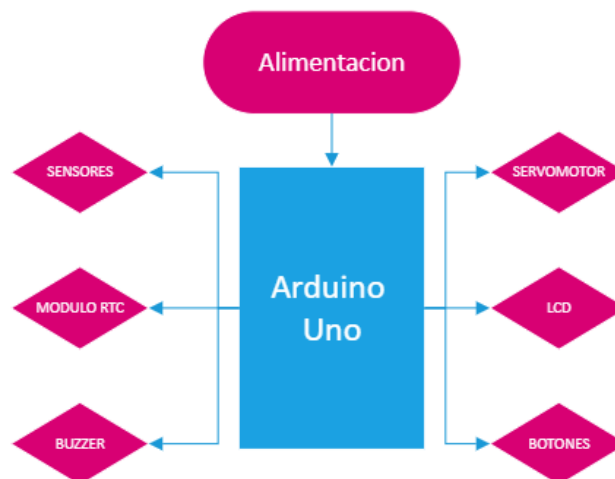 Alimentacion
SENSORES
SERVOMOTOR
Arduino
Uno
MODULO RTC
LCD
BUZZER
BOTONES